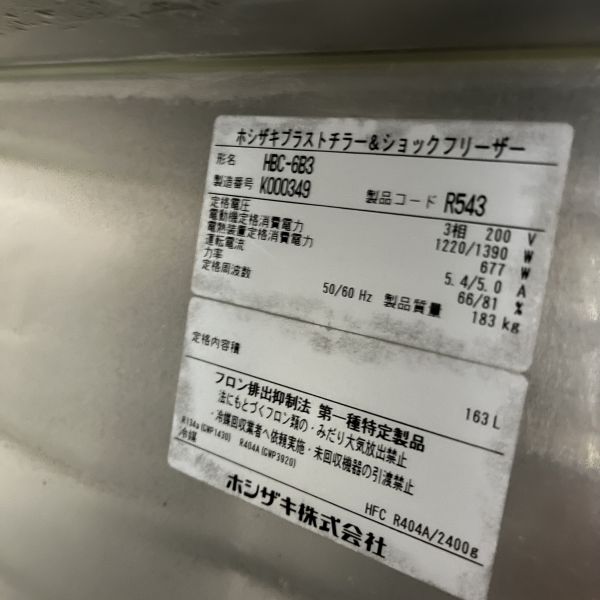 ホシザキブラストチラー&ショックフリーザー
形名 HBC-6B3
製造番号 K000349 製品コード R543
定格電圧 3相 200 V
電動機定格消費電力 1220/1390 W
電熱装置定格消費電力 677 W
運転電流 5.4/5.0 A
力率 66/81 %
定格周波数 50/60 Hz 製品質量 183 kg
定格内容積 163 L
フロン排出抑制法 第一種特定製品
法にもとづくフロン類の・みだり大気放出禁止
・冷媒回収業者へ依頼実施・未回収機器の引渡禁止
R134a(GWP1430) R404A(GWP3920)
冷媒 HFC R404A/2400g
ホシザキ株式会社